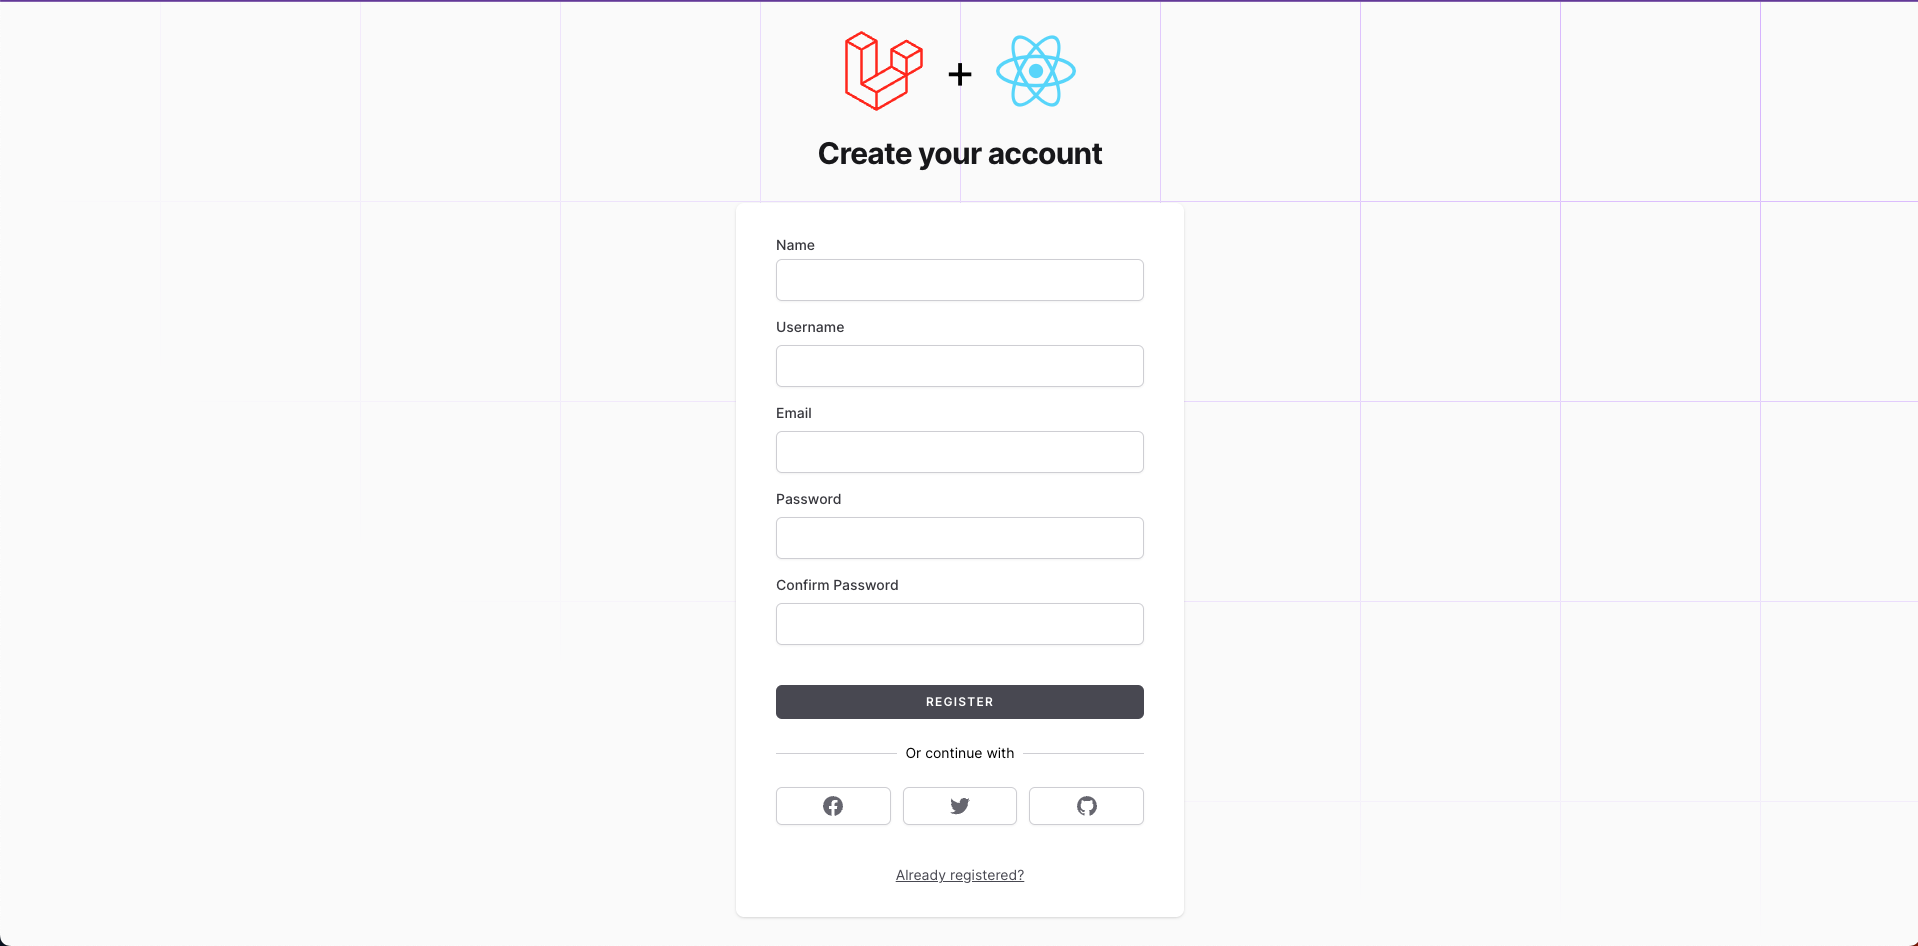 +
Create your account
Name
Username
Email
Password
Confirm Password
REGISTER
Or continue with
Already registered?